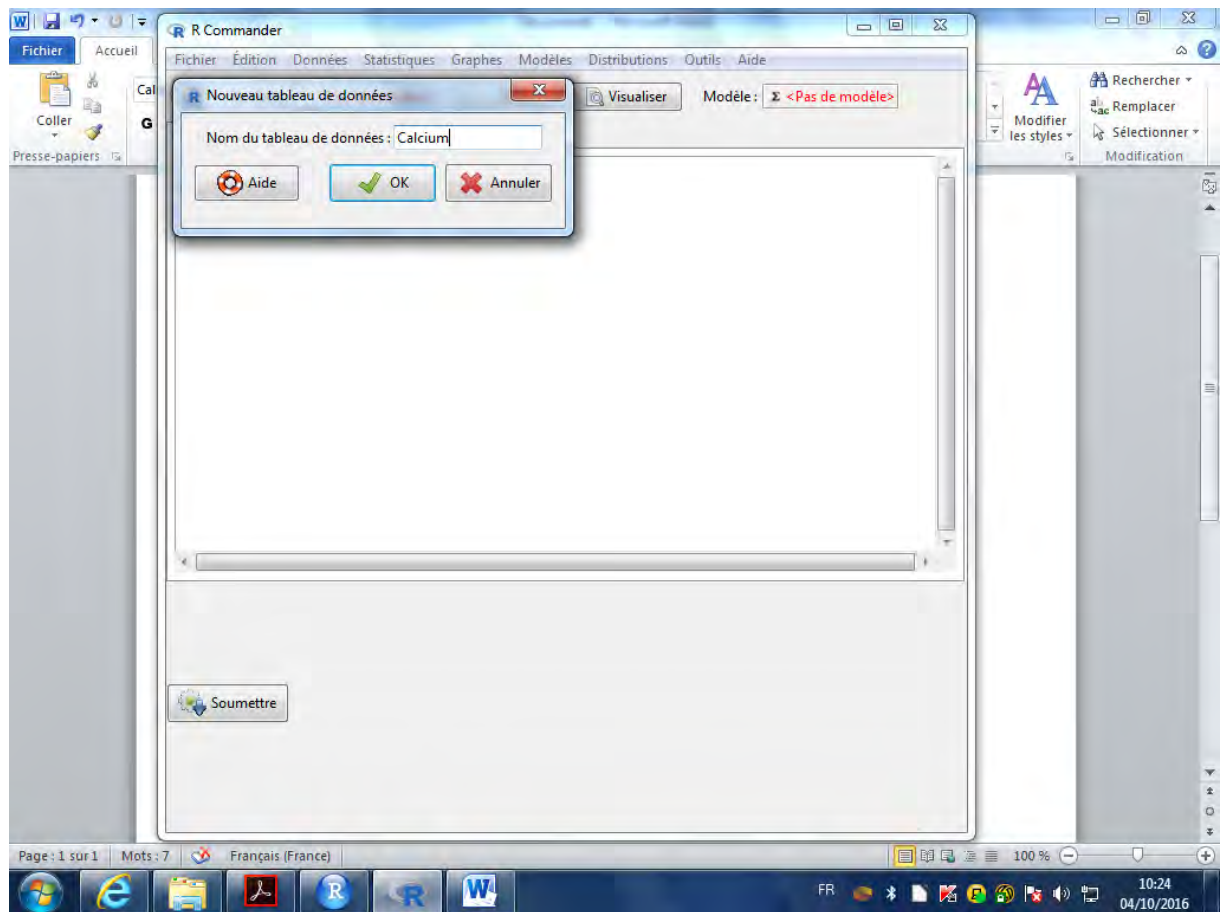 W
R Commander
Fichier Accueil
Fichier Édition Données Statistiques Graphes Modèles Distributions Outils Aide
Coller
Presse-papiers
Cal
G
Nouveau tableau de données
Visualiser Modèle : Σ <Pas de modèle>
Nom du tableau de données : Calcium
Aide OK Annuler
Modifier les styles
Rechercher
Remplacer
Sélectionner
Modification
Soumettre
Page : 1 sur 1 Mots : 7 Français (France) 100 %
FR 10:24
04/10/2016